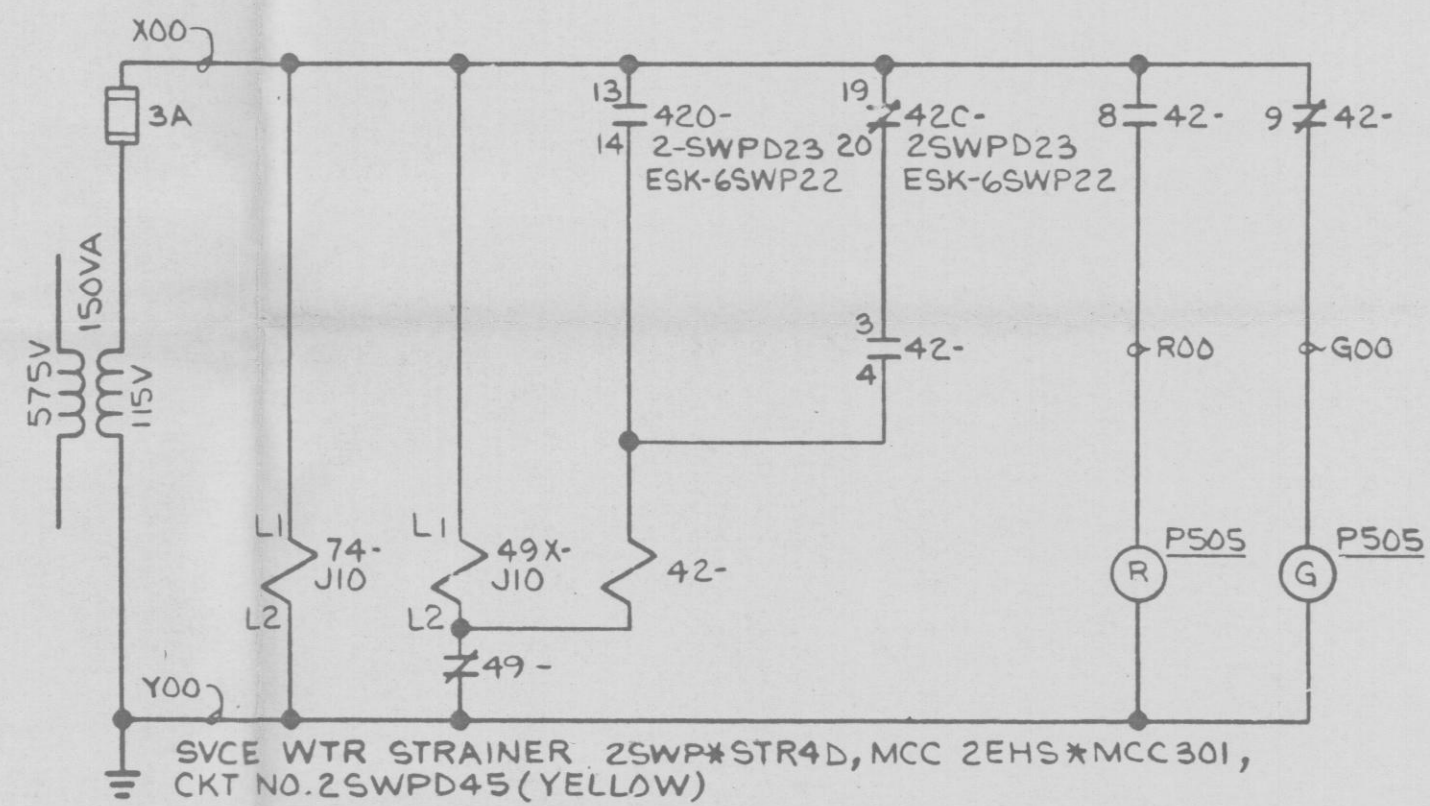 X00
3A
13
420-
14
2-SWPD23
ESK-6SWP22
19
42C-
20
2SWPD23
ESK-6SWP22
8
42-
9
42-
150VA
575V
115V
3
42-
4
R00
G00
L1
74-
J10
L2
L1
49X-
J10
L2
42-
49-
R
P505
G
P505
Y00
SVCE WTR STRAINER 2SWP*STR4D, MCC 2EHS*MCC301,
CKT NO.2SWPD45(YELLOW)